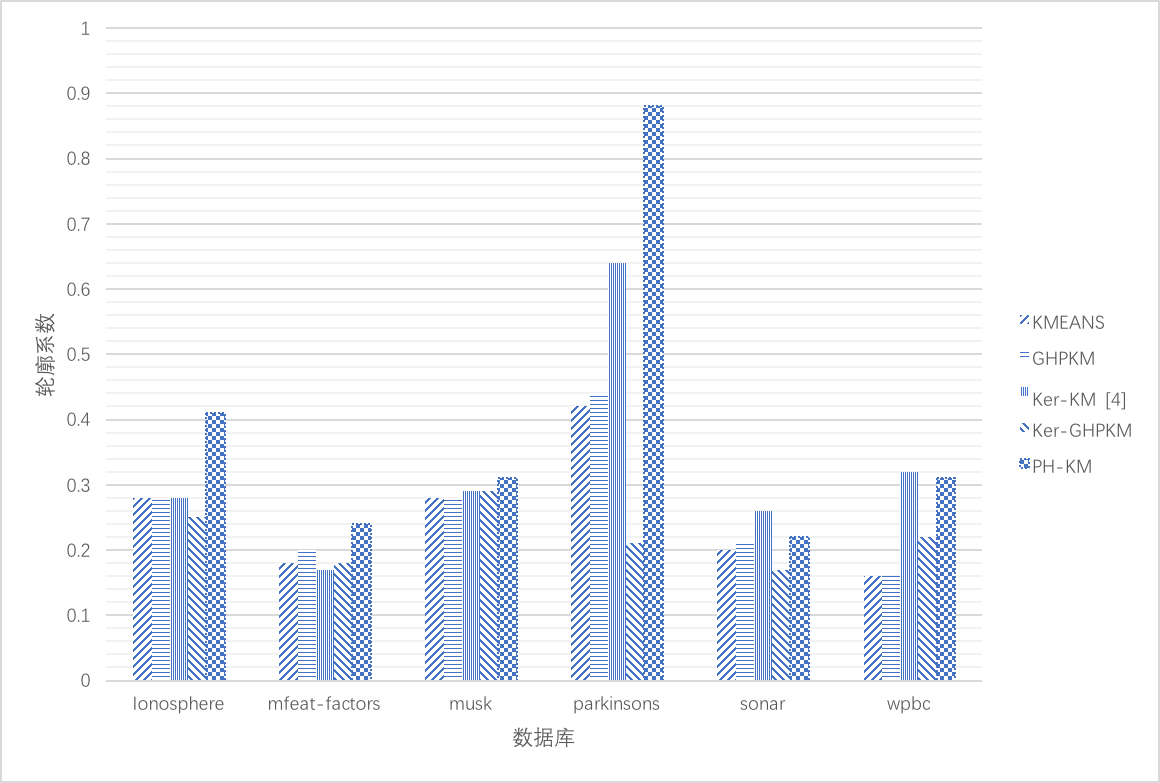 1
0.9
0.8
0.7
0.6
0.5
0.4
0.3
0.2
0.1
0
轮廓系数
Ionosphere mfeat-factors musk parkinsons sonar wpbc
数据库
KMEANS
GHPKM
Ker-KM [4]
Ker-GHPKM
PH-KM